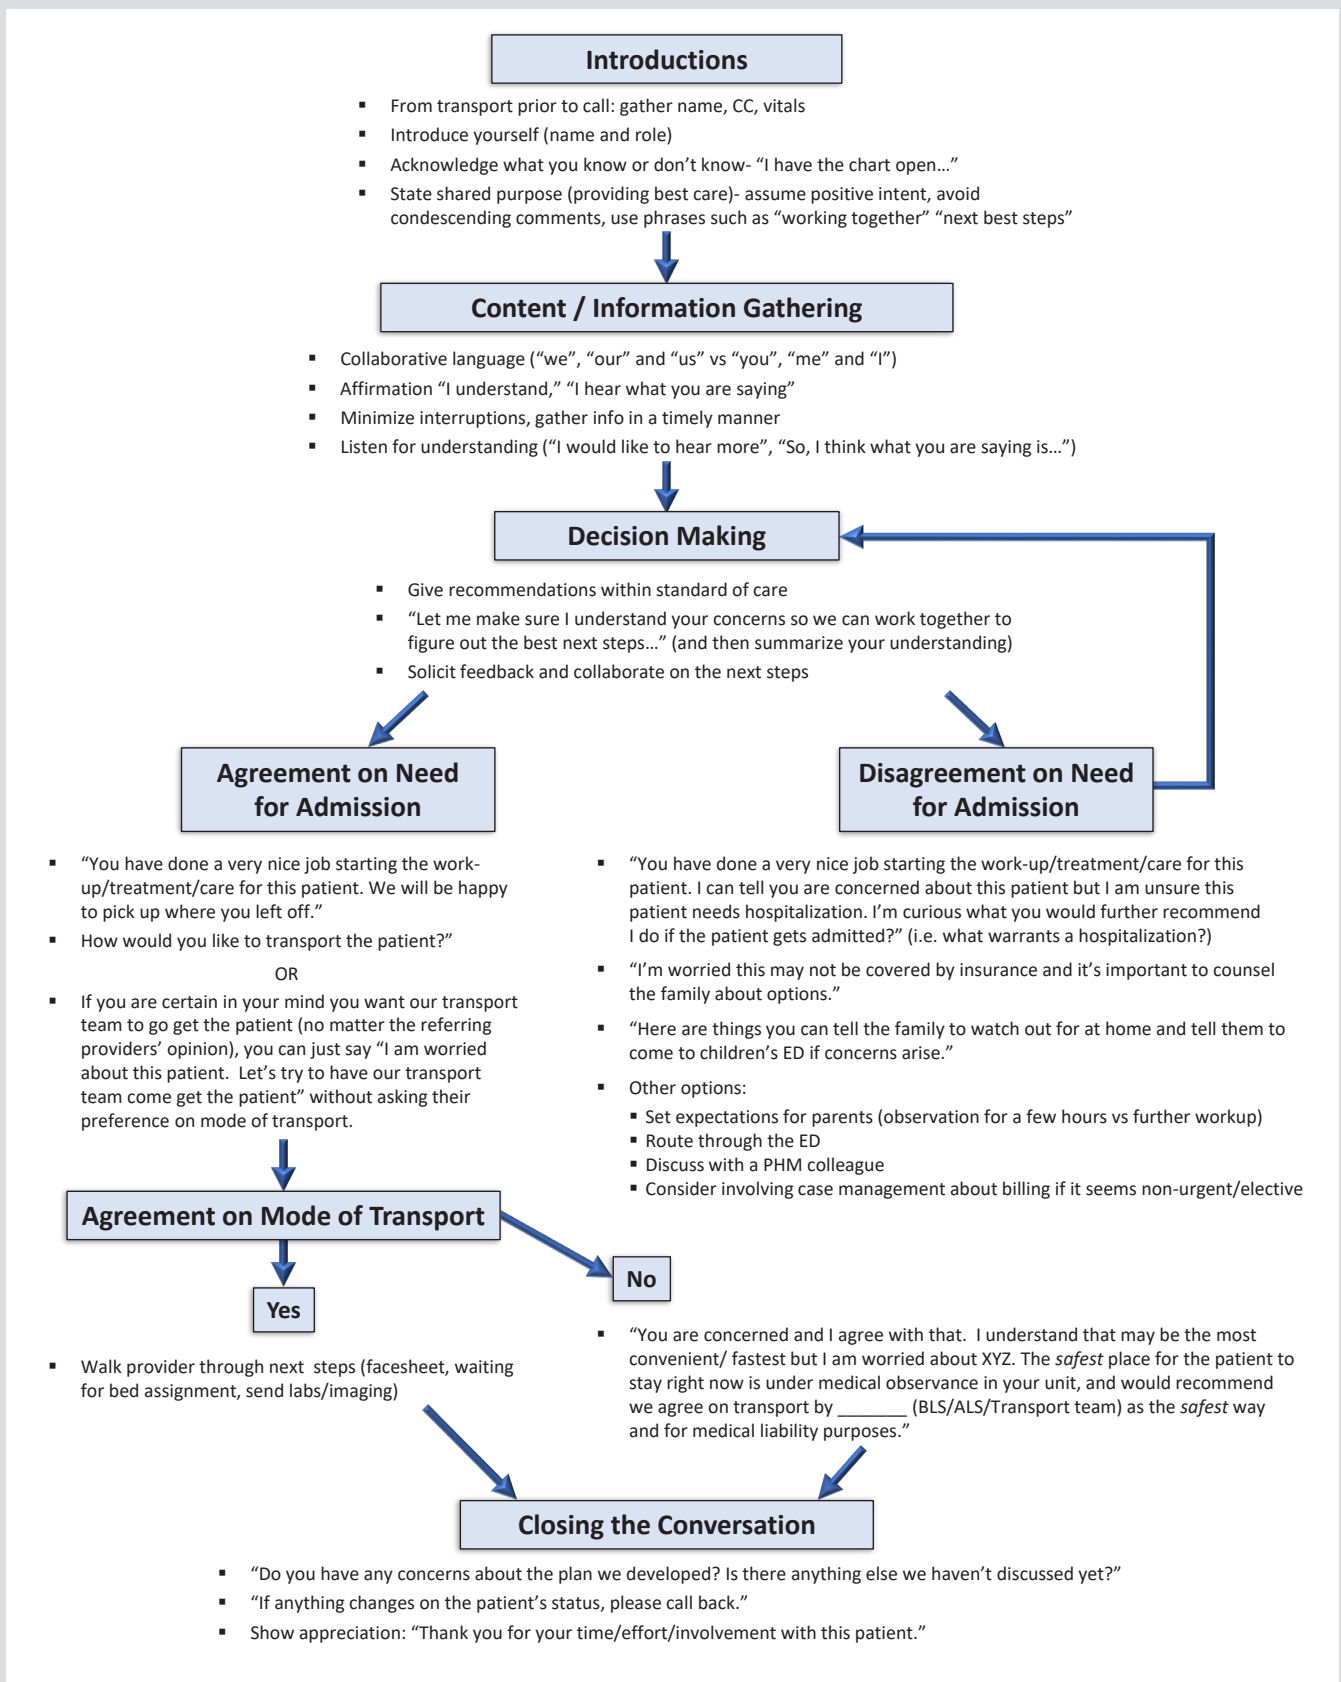 Introductions
▪ From transport prior to call: gather name, CC, vitals
▪ Introduce yourself (name and role)
▪ Acknowledge what you know or don’t know- “I have the chart open…”
▪ State shared purpose (providing best care)- assume positive intent, avoid
condescending comments, use phrases such as “working together” “next best steps”
Content / Information Gathering
▪ Collaborative language (“we”, “our” and “us” vs “you”, “me” and “I”)
▪ Affirmation “I understand,” “I hear what you are saying”
▪ Minimize interruptions, gather info in a timely manner
▪ Listen for understanding (“I would like to hear more”, “So, I think what you are saying is…”)
Decision Making
▪ Give recommendations within standard of care
▪ “Let me make sure I understand your concerns so we can work together to
figure out the best next steps…” (and then summarize your understanding)
▪ Solicit feedback and collaborate on the next steps
Agreement on Need
for Admission
▪ “You have done a very nice job starting the work-
up/treatment/care for this patient. We will be happy
to pick up where you left off.”
▪ How would you like to transport the patient?”
OR
▪ If you are certain in your mind you want our transport
team to go get the patient (no matter the referring
providers’ opinion), you can just say “I am worried
about this patient.  Let’s try to have our transport
team come get the patient” without asking their
preference on mode of transport.
Disagreement on Need
for Admission
▪ “You have done a very nice job starting the work-up/treatment/care for this
patient. I can tell you are concerned about this patient but I am unsure this
patient needs hospitalization. I’m curious what you would further recommend
I do if the patient gets admitted?” (i.e. what warrants a hospitalization?)
▪ “I’m worried this may not be covered by insurance and it’s important to counsel
the family about options.”
▪ “Here are things you can tell the family to watch out for at home and tell them to
come to children’s ED if concerns arise.”
▪ Other options:
▪ Set expectations for parents (observation for a few hours vs further workup)
▪ Route through the ED
▪ Discuss with a PHM colleague
▪ Consider involving case management about billing if it seems non-urgent/elective
Agreement on Mode of Transport
Yes
▪ Walk provider through next  steps (facesheet, waiting
for bed assignment, send labs/imaging)
No
▪ “You are concerned and I agree with that.  I understand that may be the most
convenient/ fastest but I am worried about XYZ. The safest place for the patient to
stay right now is under medical observance in your unit, and would recommend
we agree on transport by _______ (BLS/ALS/Transport team) as the safest way
and for medical liability purposes.”
Closing the Conversation
▪ “Do you have any concerns about the plan we developed? Is there anything else we haven’t discussed yet?”
▪ “If anything changes on the patient’s status, please call back.”
▪ Show appreciation: “Thank you for your time/effort/involvement with this patient.”